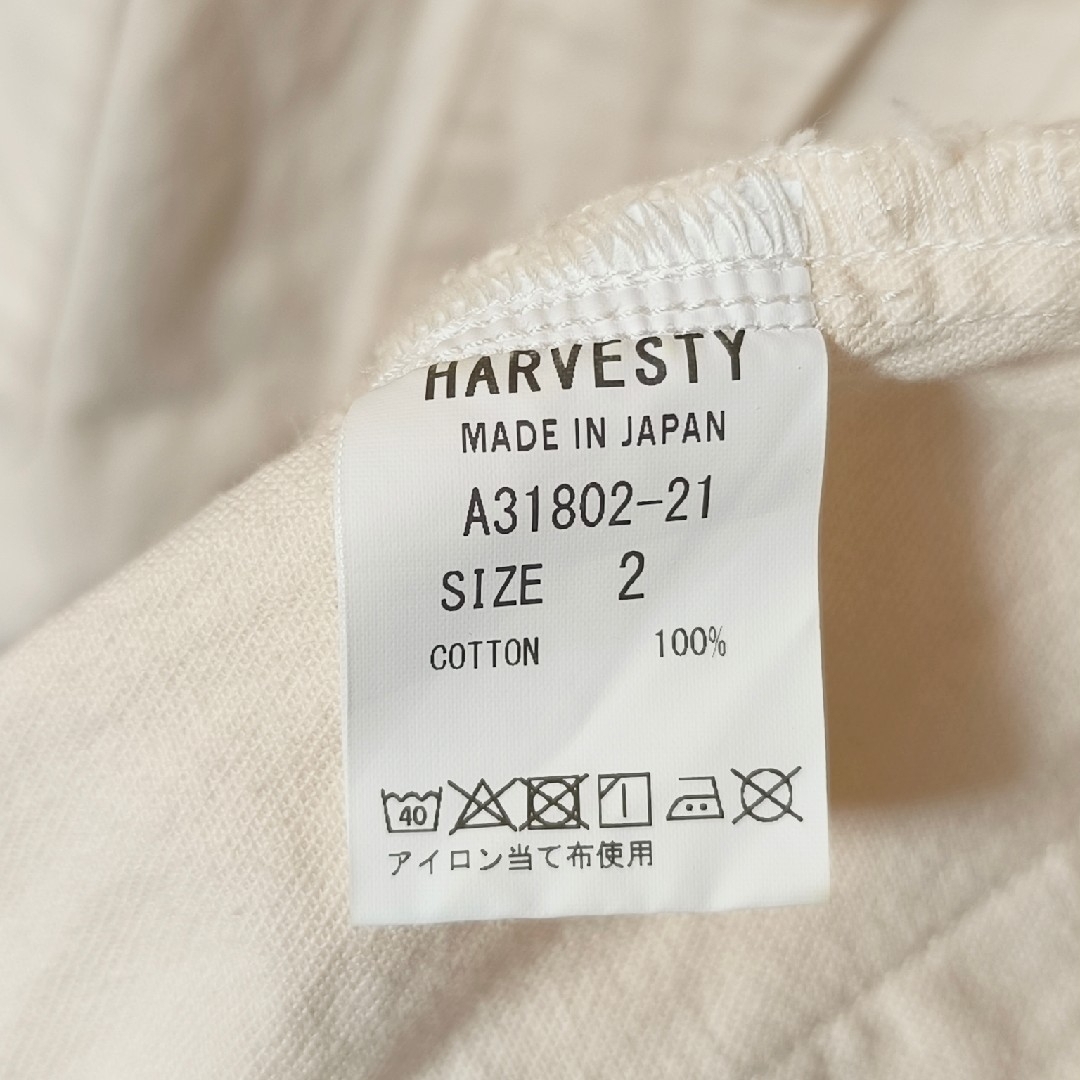 HARVESTY
MADE IN JAPAN
A31802-21
SIZE 2
COTTON 100%
40
アイロン当て布使用